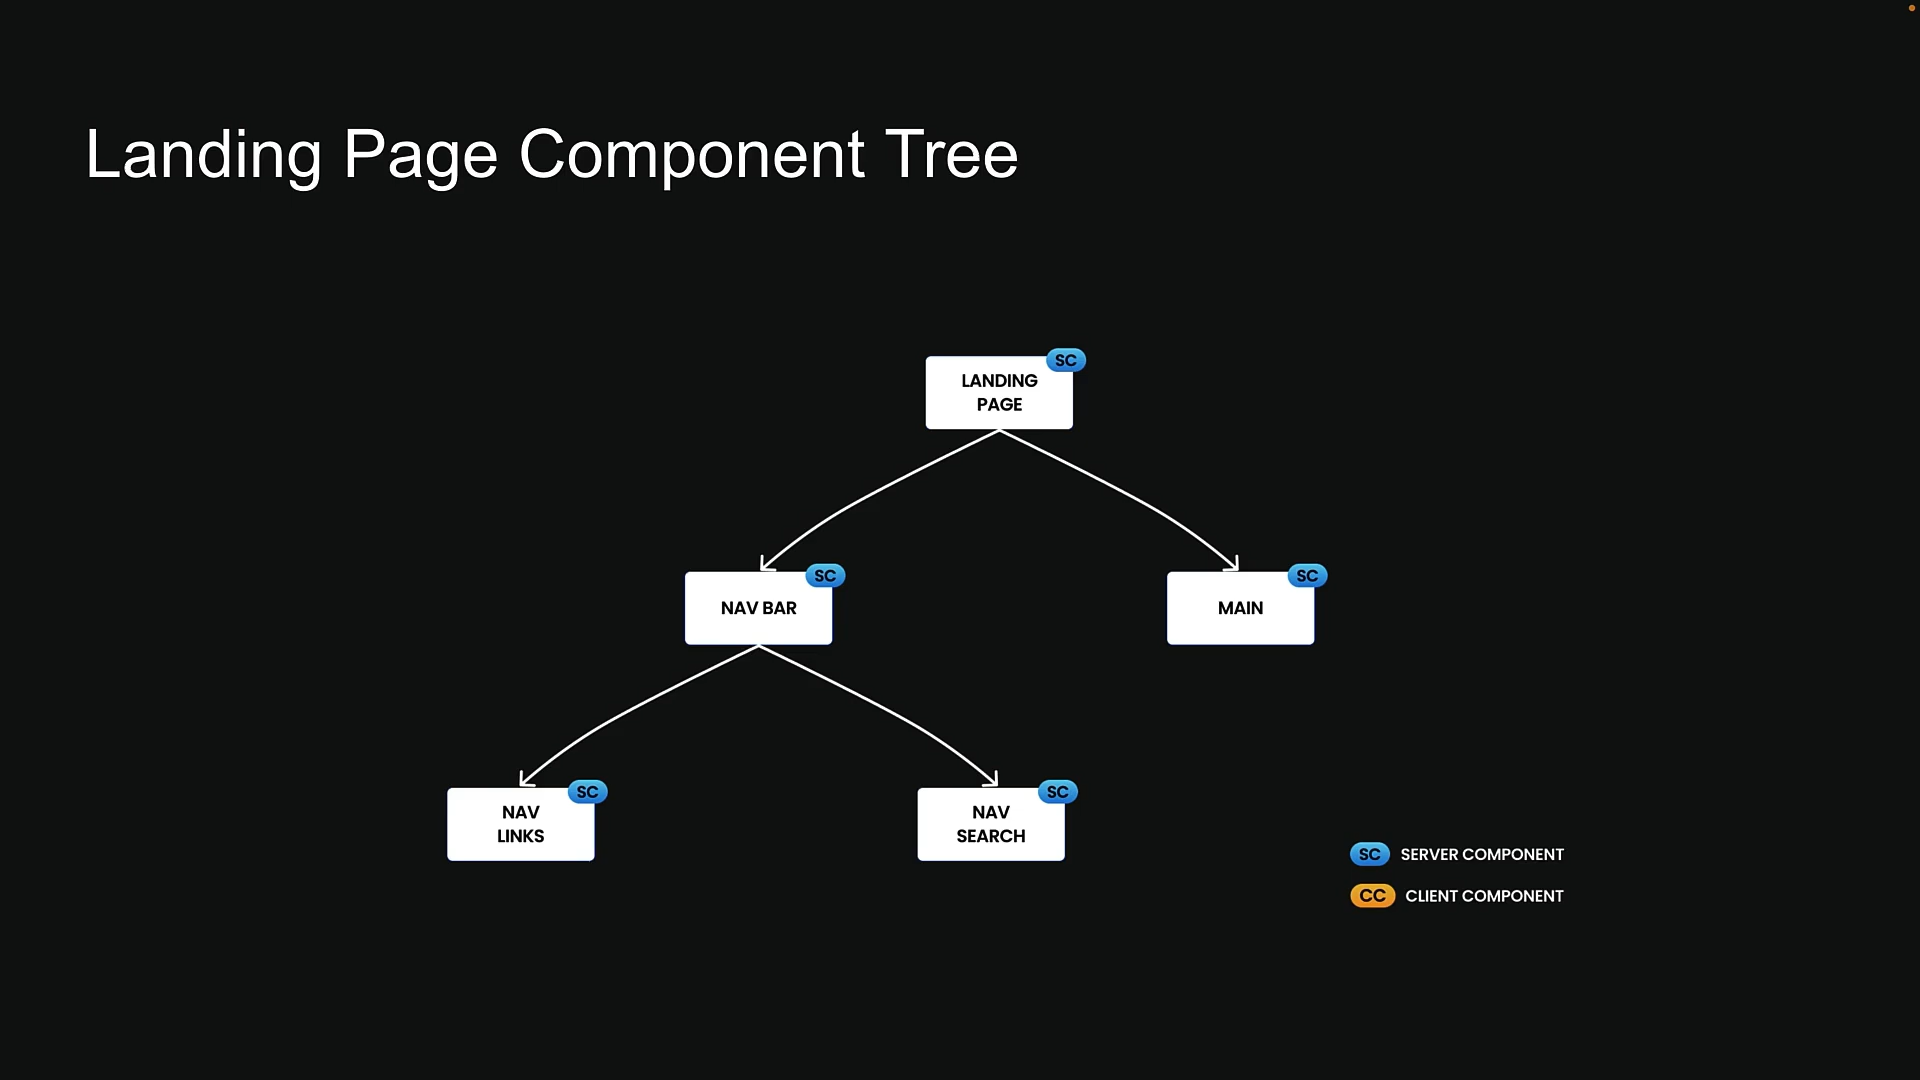 Landing Page Component Tree
SC
LANDING
PAGE
SC
NAV BAR
SC
MAIN
SC
NAV
LINKS
SC
NAV
SEARCH
SC SERVER COMPONENT
CC CLIENT COMPONENT